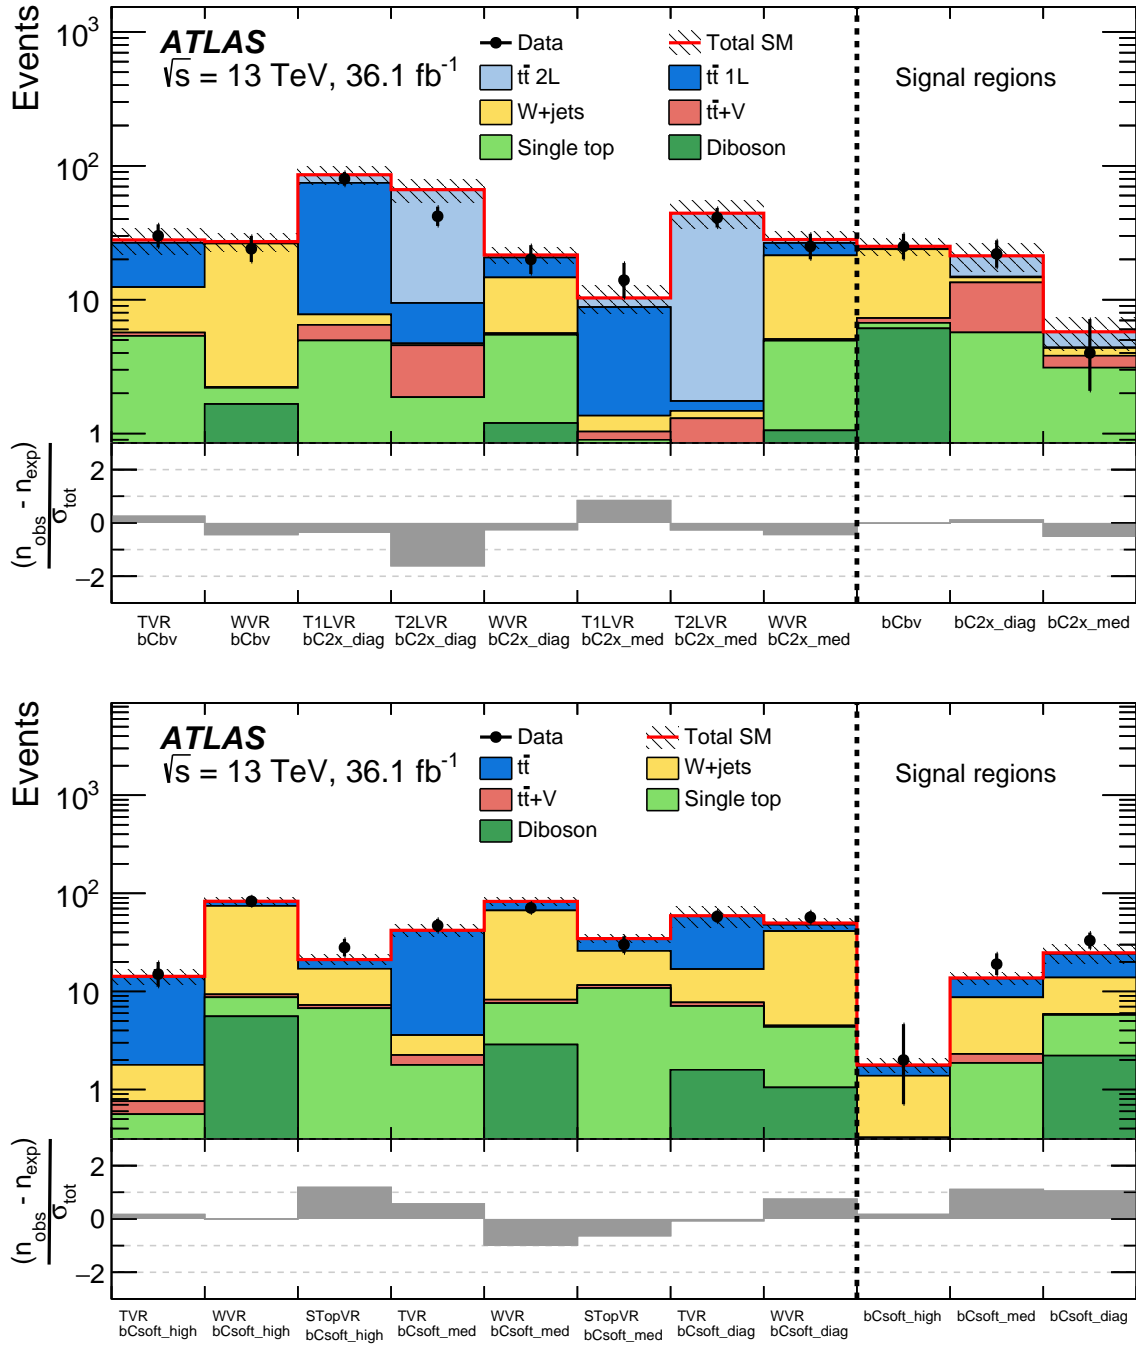 Events
10³
10²
10
1
ATLAS
√s = 13 TeV, 36.1 fb⁻¹
Data
Total SM
tt̄ 2L
tt̄ 1L
W+jets
tt̄+V
Single top
Diboson
Signal regions
(n_obs - n_exp)
σ_tot
2
0
−2
TVR WVR T1LVR T2LVR WVR T1LVR T2LVR WVR bCbv bC2x_diag bC2x_med
bCbv bCbv bC2x_diag bC2x_diag bC2x_diag bC2x_med bC2x_med bC2x_med
Events
10³
10²
10
1
ATLAS
√s = 13 TeV, 36.1 fb⁻¹
Data
Total SM
tt̄
W+jets
tt̄+V
Single top
Diboson
Signal regions
(n_obs - n_exp)
σ_tot
2
0
−2
TVR WVR STopVR TVR WVR STopVR TVR WVR bCsoft_high bCsoft_med bCsoft_diag
bCsoft_high bCsoft_high bCsoft_high bCsoft_med bCsoft_med bCsoft_med bCsoft_diag bCsoft_diag